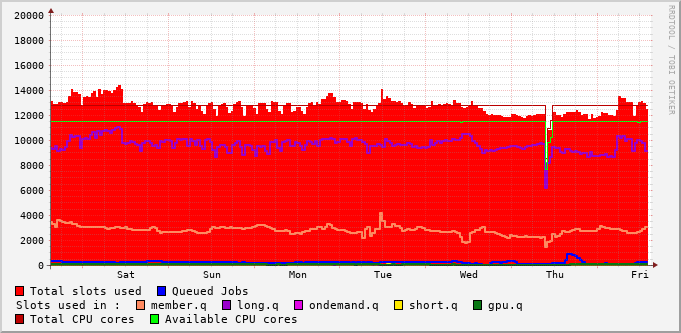 20000
18000
16000
14000
12000
10000
8000
6000
4000
2000
0
Sat Sun Mon Tue Wed Thu Fri
Total slots used Queued Jobs
Slots used in : member.q long.q ondemand.q short.q gpu.q
Total CPU cores Available CPU cores
RRDTOOL / TOBI OETIKER